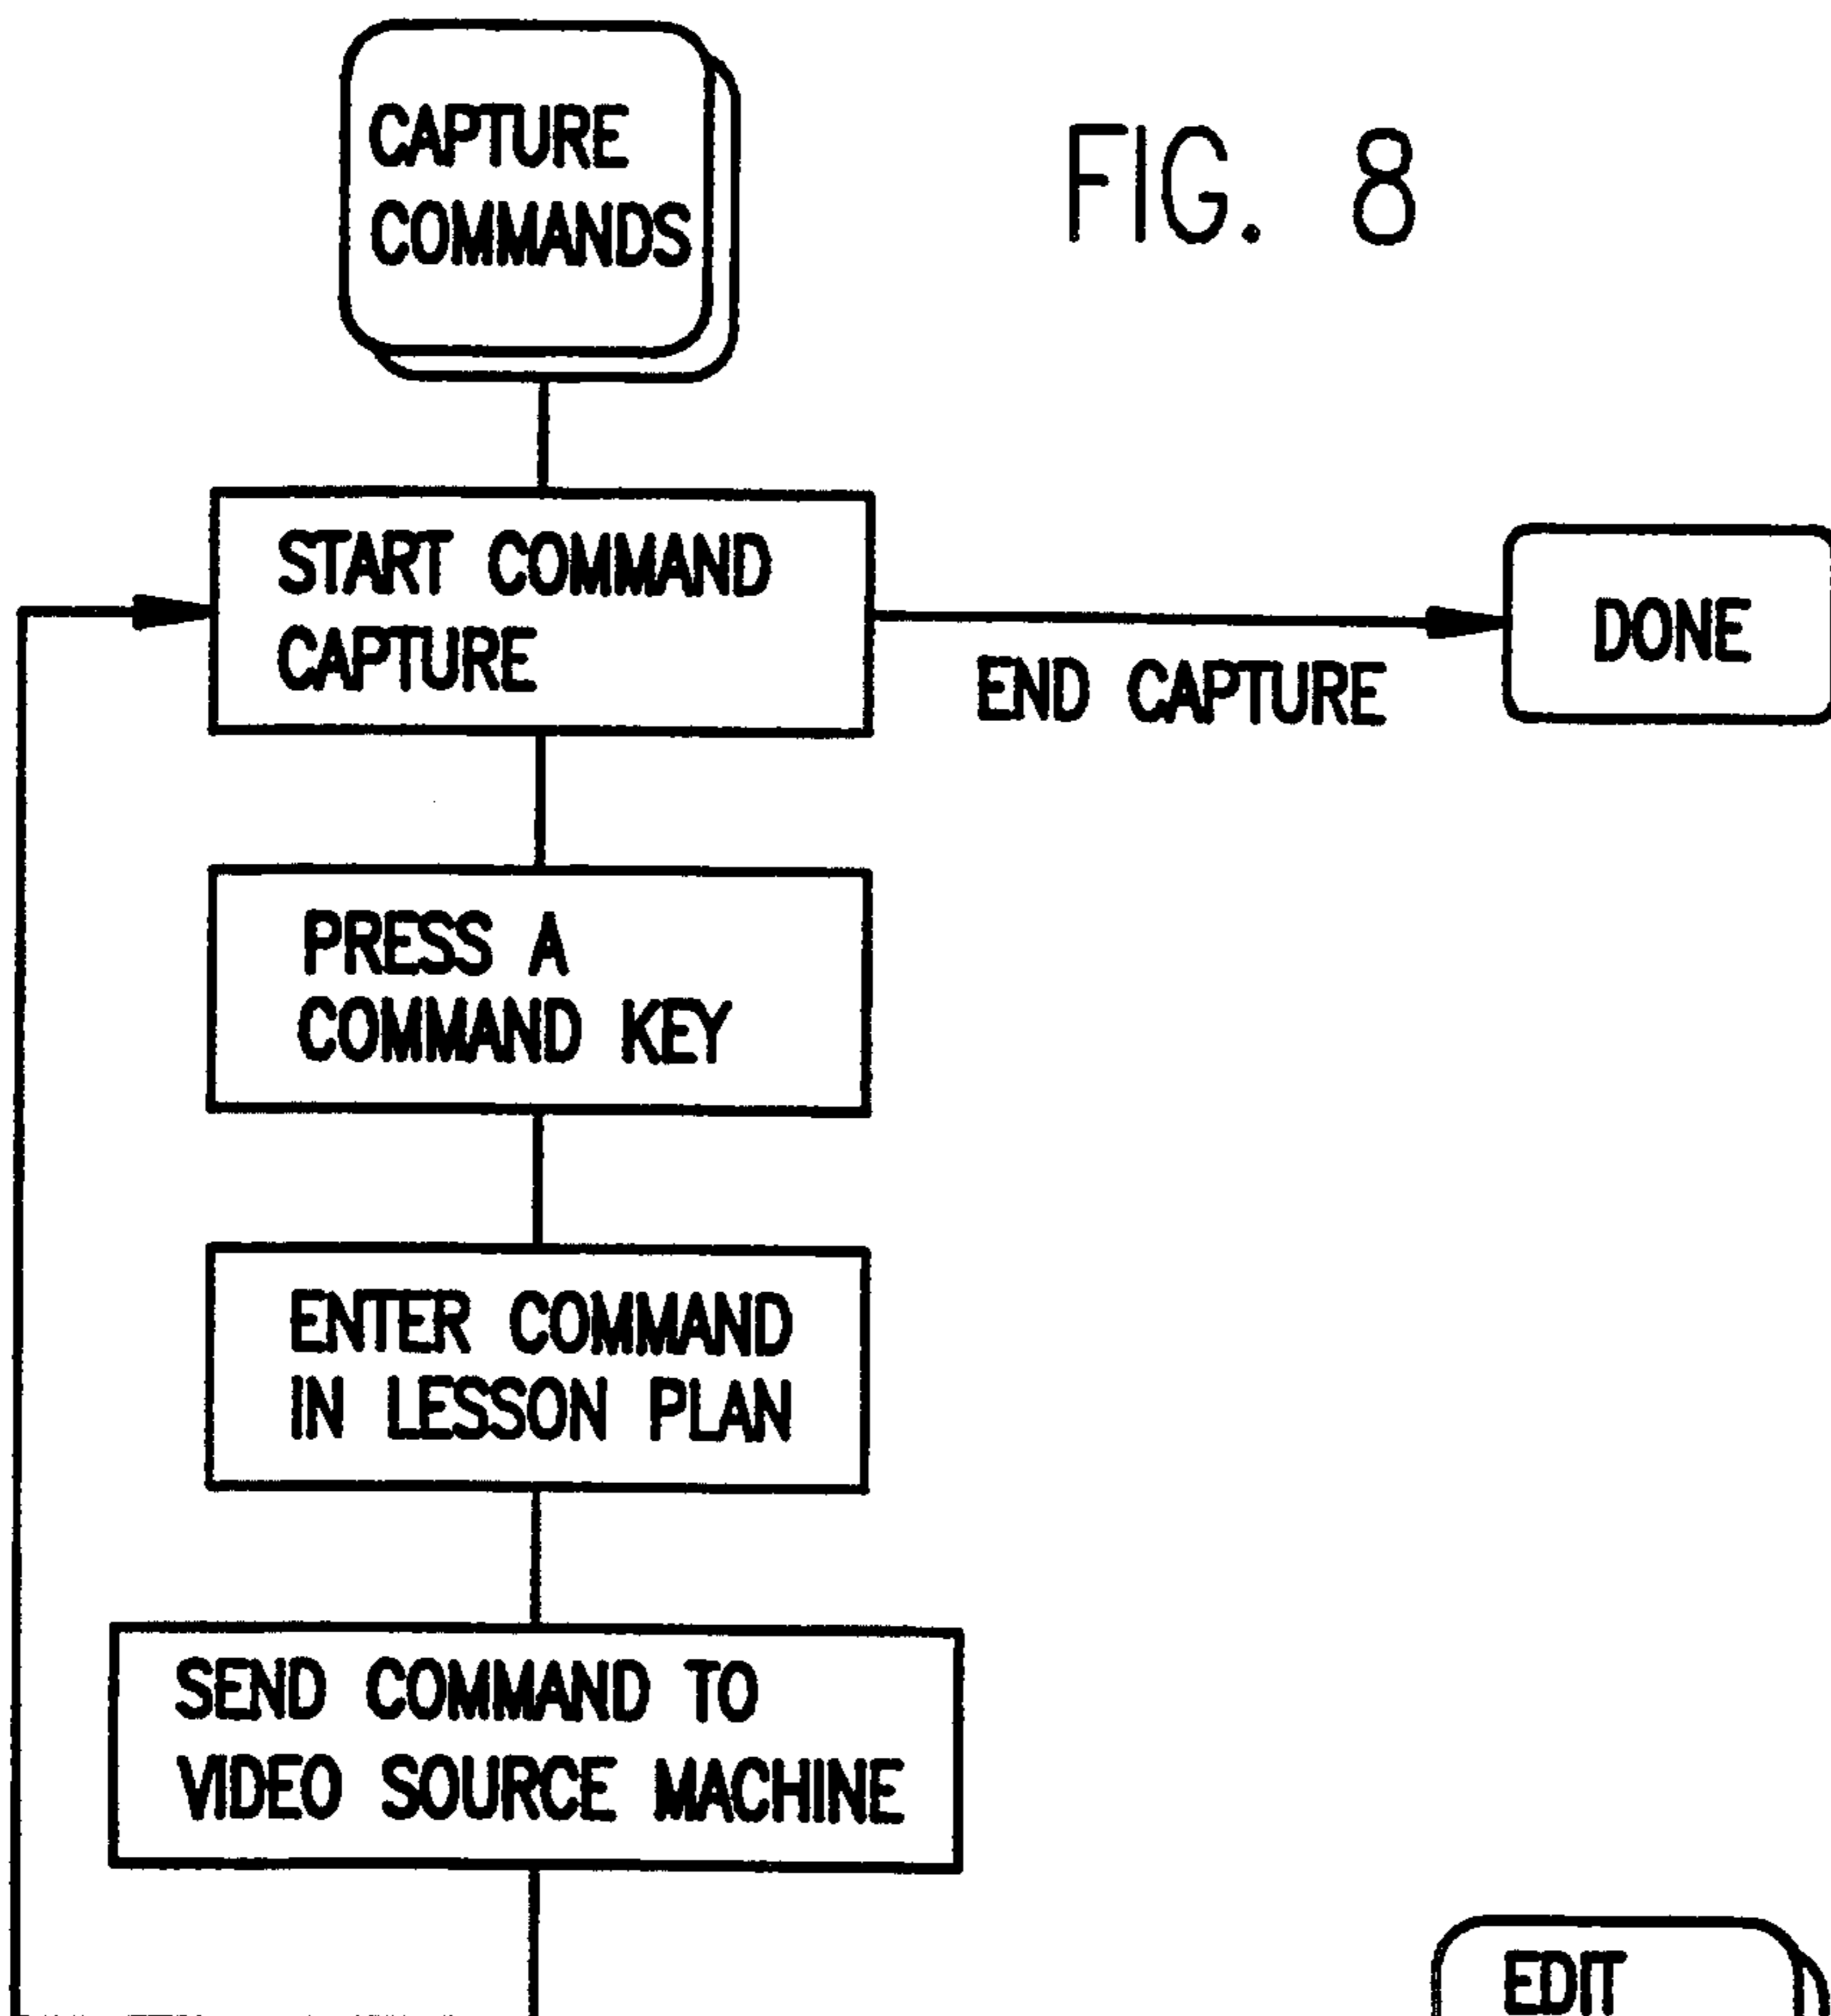 CAPTURE
COMMANDS
FIG. 8
START COMMAND
CAPTURE
END CAPTURE
DONE
PRESS A
COMMAND KEY
ENTER COMMAND
IN LESSON PLAN
SEND COMMAND TO
VIDEO SOURCE MACHINE
EDIT